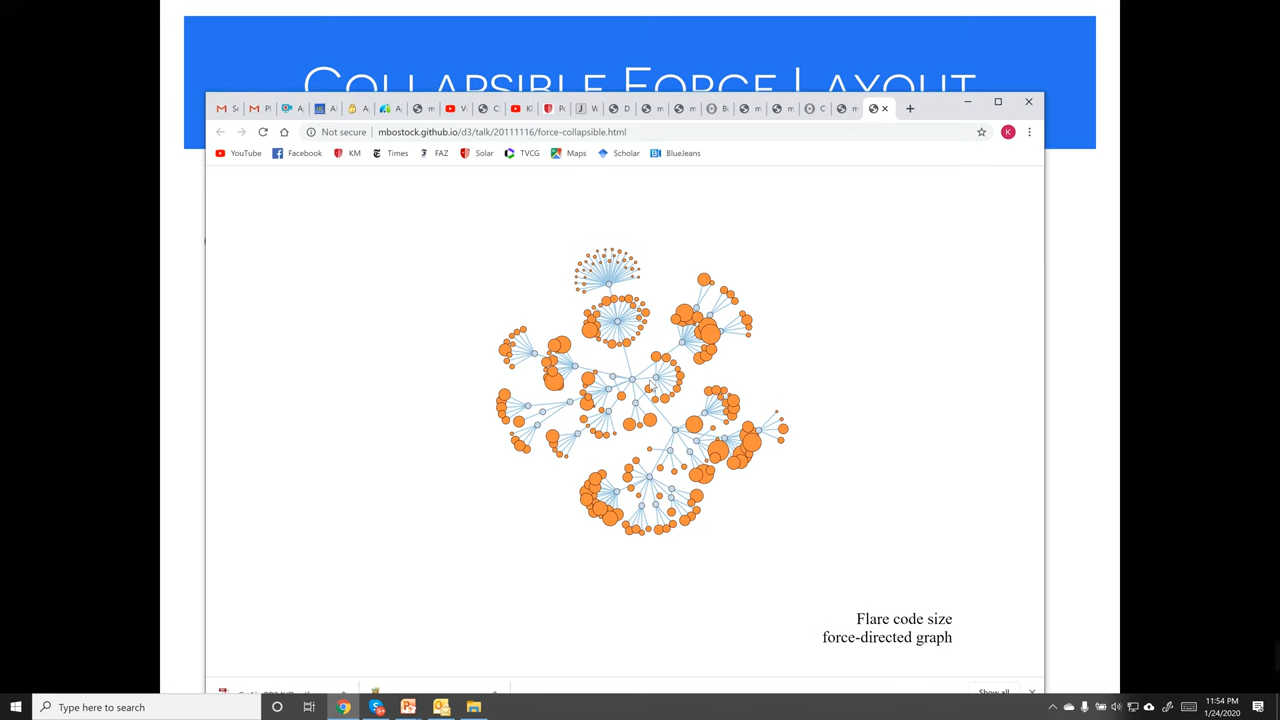 COLLAPSIBLE FORCE LAYOUT
Not secure mbostock.github.io/d3/talk/20111116/force-collapsible.html
K
YouTube Facebook KM Times FAZ Solar TVCG Maps Scholar BlueJeans
Flare code size
force-directed graph
Show all
Type here to search
11:54 PM
1/24/2020